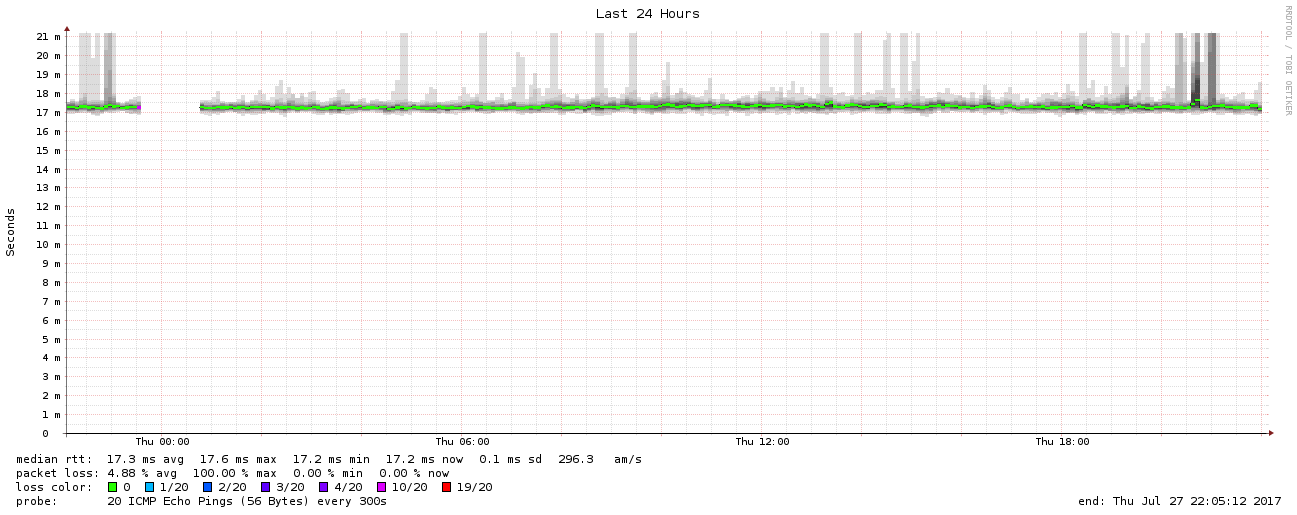 Last 24 Hours
RRDTOOL / TOBI OETIKER
Seconds
21 m
20 m
19 m
18 m
17 m
16 m
15 m
14 m
13 m
12 m
11 m
10 m
9 m
8 m
7 m
6 m
5 m
4 m
3 m
2 m
1 m
0
Thu 00:00 Thu 06:00 Thu 12:00 Thu 18:00
median rtt: 17.3 ms avg 17.6 ms max 17.2 ms min 17.2 ms now 0.1 ms sd 296.3 am/s
packet loss: 4.88 % avg 100.00 % max 0.00 % min 0.00 % now
loss color: 0 1/20 2/20 3/20 4/20 10/20 19/20
probe: 20 ICMP Echo Pings (56 Bytes) every 300s end: Thu Jul 27 22:05:12 2017